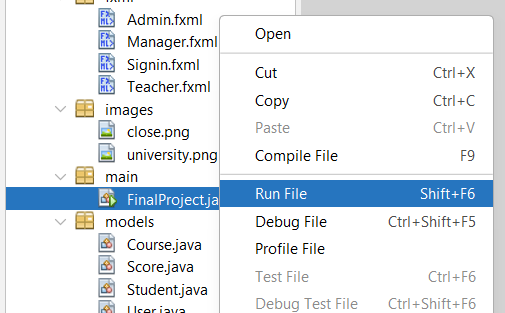 fxml
Admin.fxml
Manager.fxml
Signin.fxml
Teacher.fxml
images
close.png
university.png
main
FinalProject.ja
models
Course.java
Score.java
Student.java
User.java
Open
Cut Ctrl+X
Copy Ctrl+C
Paste Ctrl+V
Compile File F9
Run File Shift+F6
Debug File Ctrl+Shift+F5
Profile File
Test File Ctrl+F6
Debug Test File Ctrl+Shift+F6